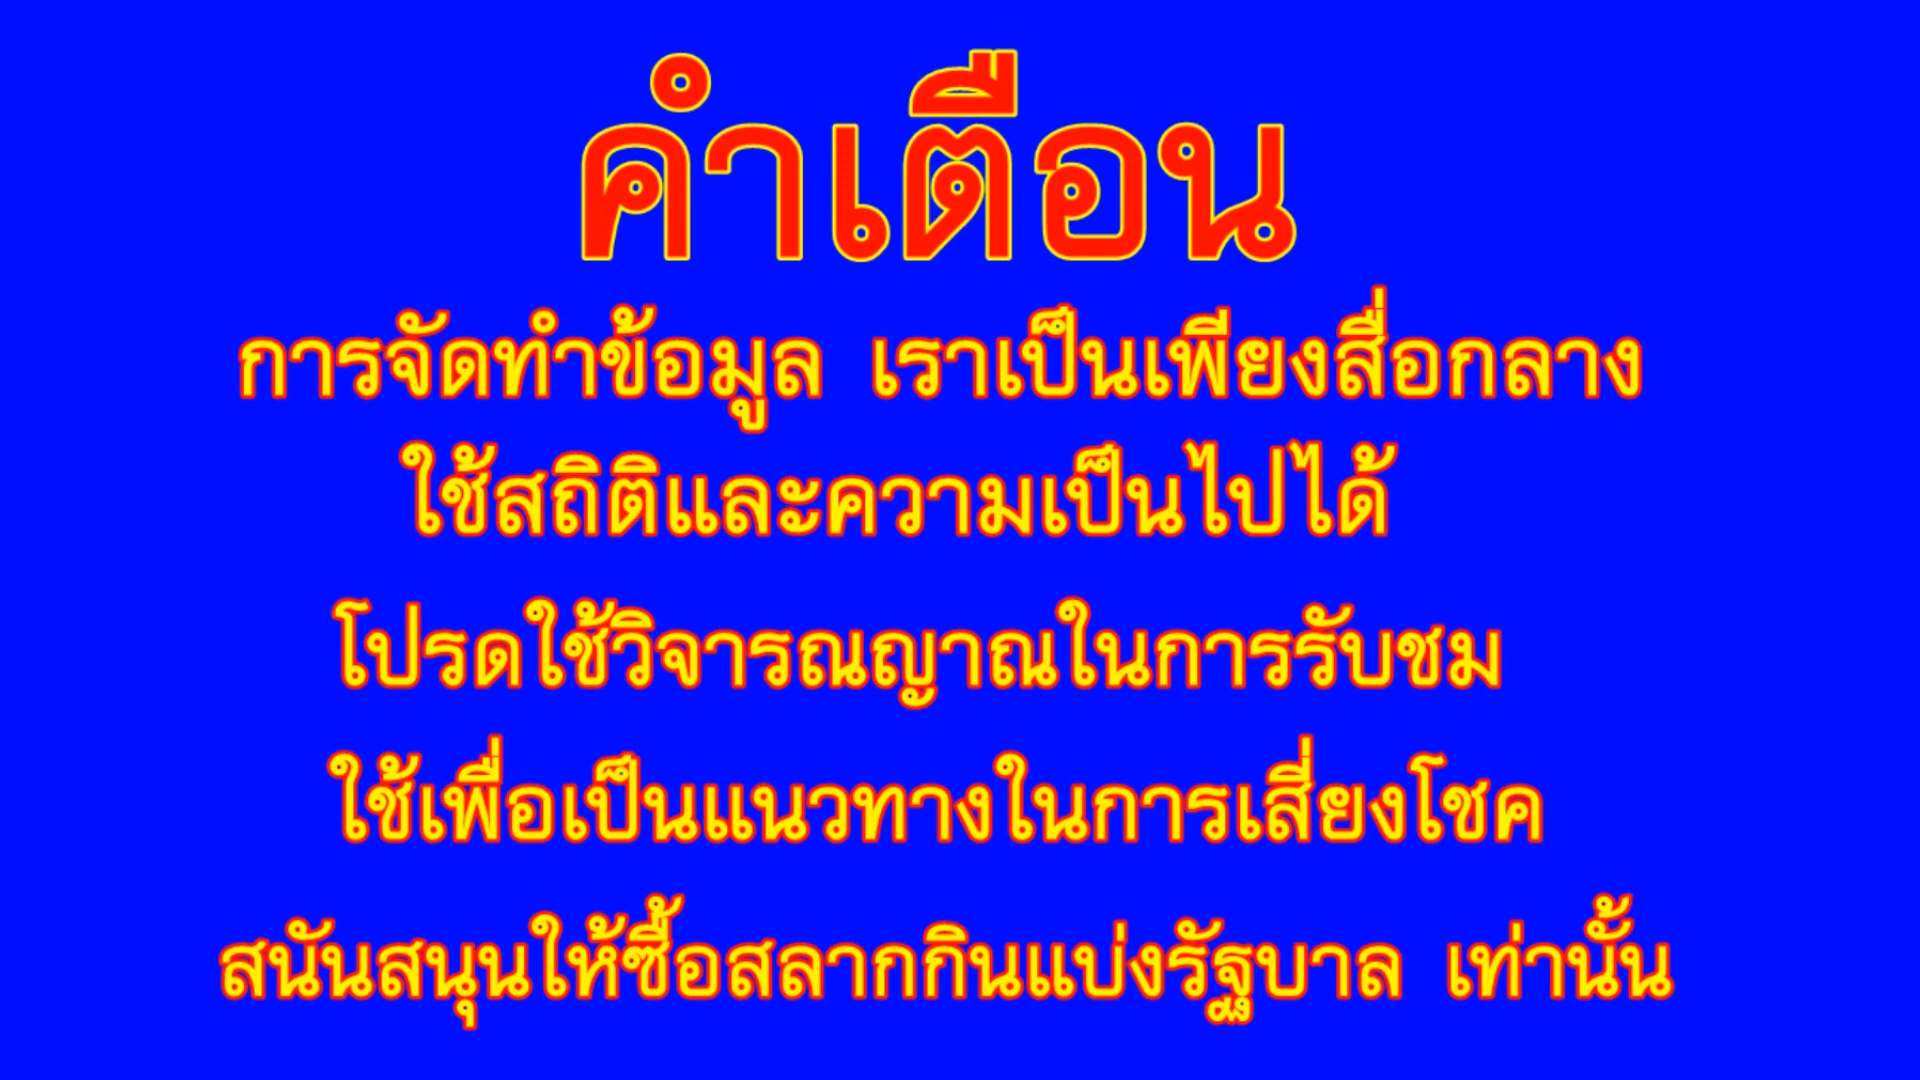 คำเตือน
การจัดทำข้อมูล เราเป็นเพียงสื่อกลาง
ใช้สถิติและความเป็นไปได้
โปรดใช้วิจารณญาณในการรับชม
ใช้เพื่อเป็นแนวทางในการเสี่ยงโชค
สนันสนุนให้ซื้อสลากกินแบ่งรัฐบาล เท่านั้น